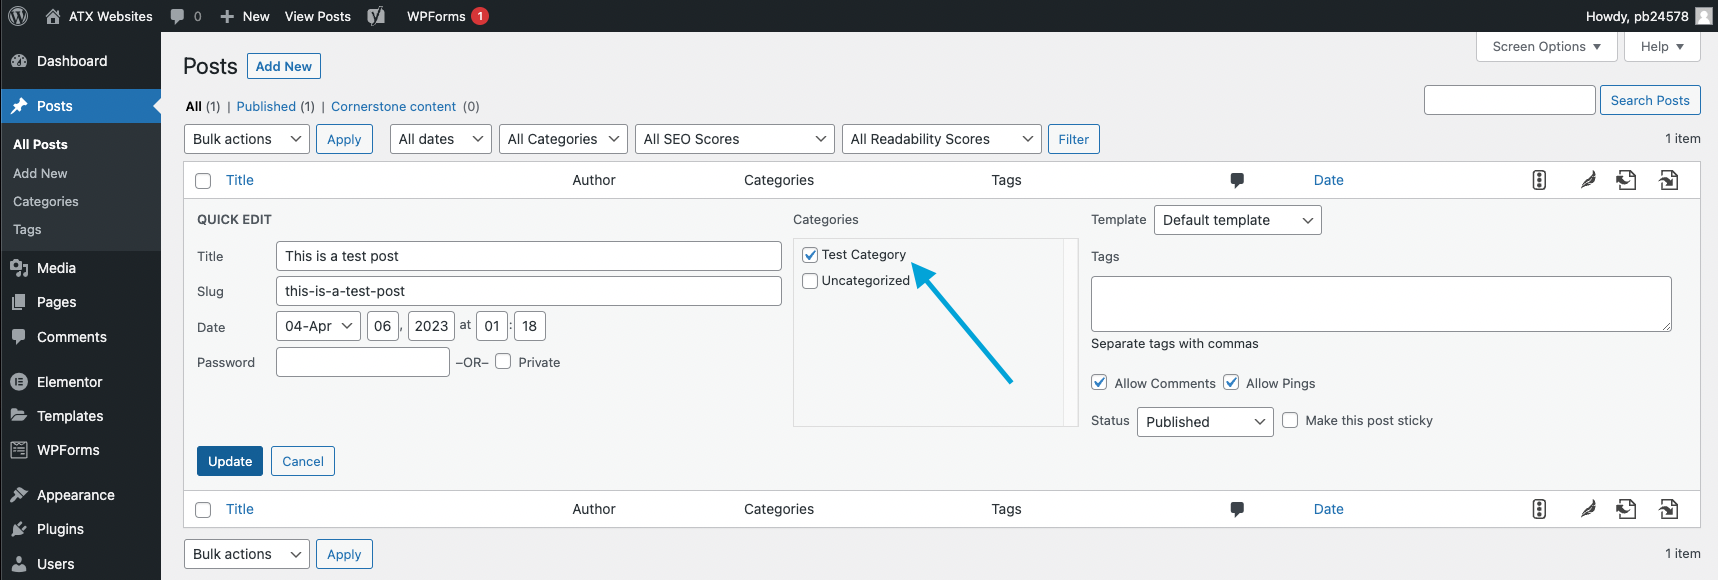 ATX Websites 0 New View Posts WPForms 1 Howdy, pb24578
Dashboard
Posts
All Posts
Add New
Categories
Tags
Media
Pages
Comments
Elementor
Templates
WPForms
Appearance
Plugins
Users
Screen Options Help
Posts Add New
All (1) | Published (1) | Cornerstone content (0)
Search Posts
Bulk actions Apply All dates All Categories All SEO Scores All Readability Scores Filter 1 item
Title Author Categories Tags Date
QUICK EDIT
Title This is a test post
Slug this-is-a-test-post
Date 04-Apr 06 , 2023 at 01 : 18
Password –OR– Private
Categories
Test Category
Uncategorized
Template Default template
Tags
Separate tags with commas
Allow Comments Allow Pings
Status Published Make this post sticky
Update Cancel
Title Author Categories Tags Date
Bulk actions Apply 1 item